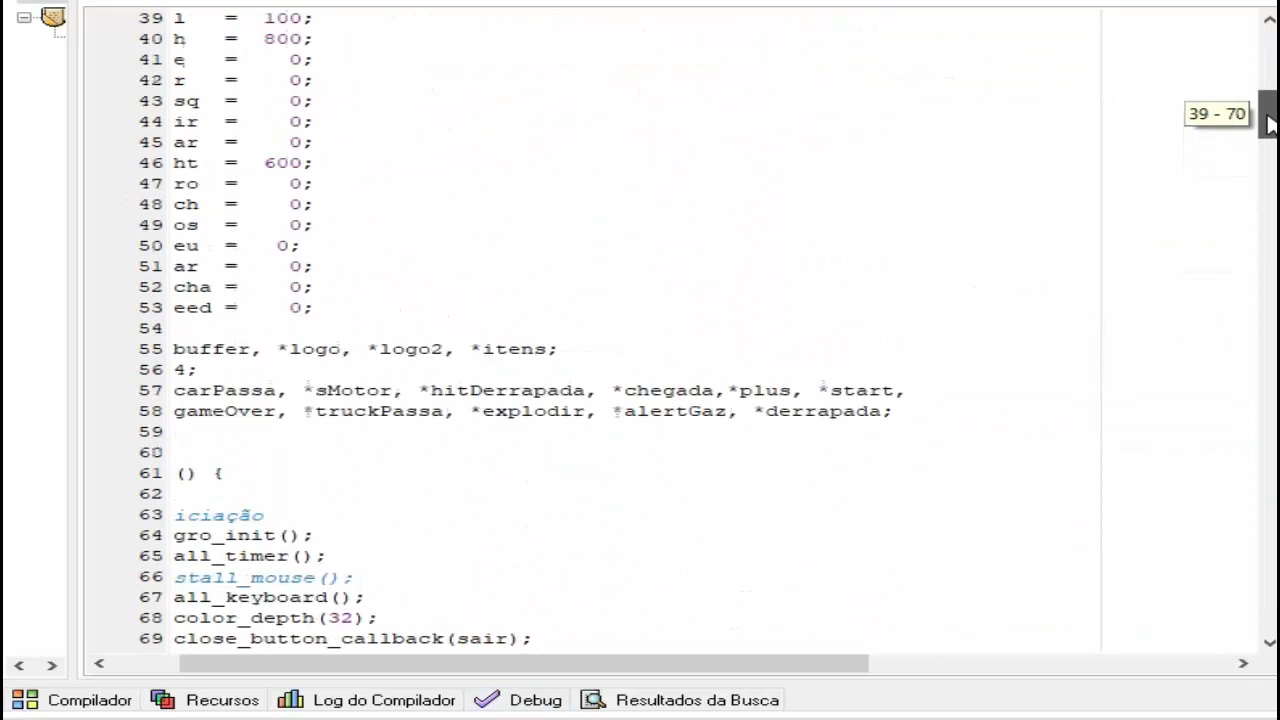 39 l = 100;
40 h = 800;
41 e = 0;
42 r = 0;
43 sq = 0;
44 ir = 0;
45 ar = 0;
46 ht = 600;
47 ro = 0;
48 ch = 0;
49 os = 0;
50 eu = 0;
51 ar = 0;
52 cha = 0;
53 eed = 0;
54
55 buffer, *logo, *logo2, *itens;
56 4;
57 carPassa, *sMotor, *hitDerrapada, *chegada,*plus, *start,
58 gameOver, *truckPassa, *explodir, *alertGaz, *derrapada;
59
60
61 () {
62
63 iciação
64 gro_init();
65 all_timer();
66 stall_mouse();
67 all_keyboard();
68 color_depth(32);
69 close_button_callback(sair);
39 - 70
Compilador Recursos Log do Compilador Debug Resultados da Busca